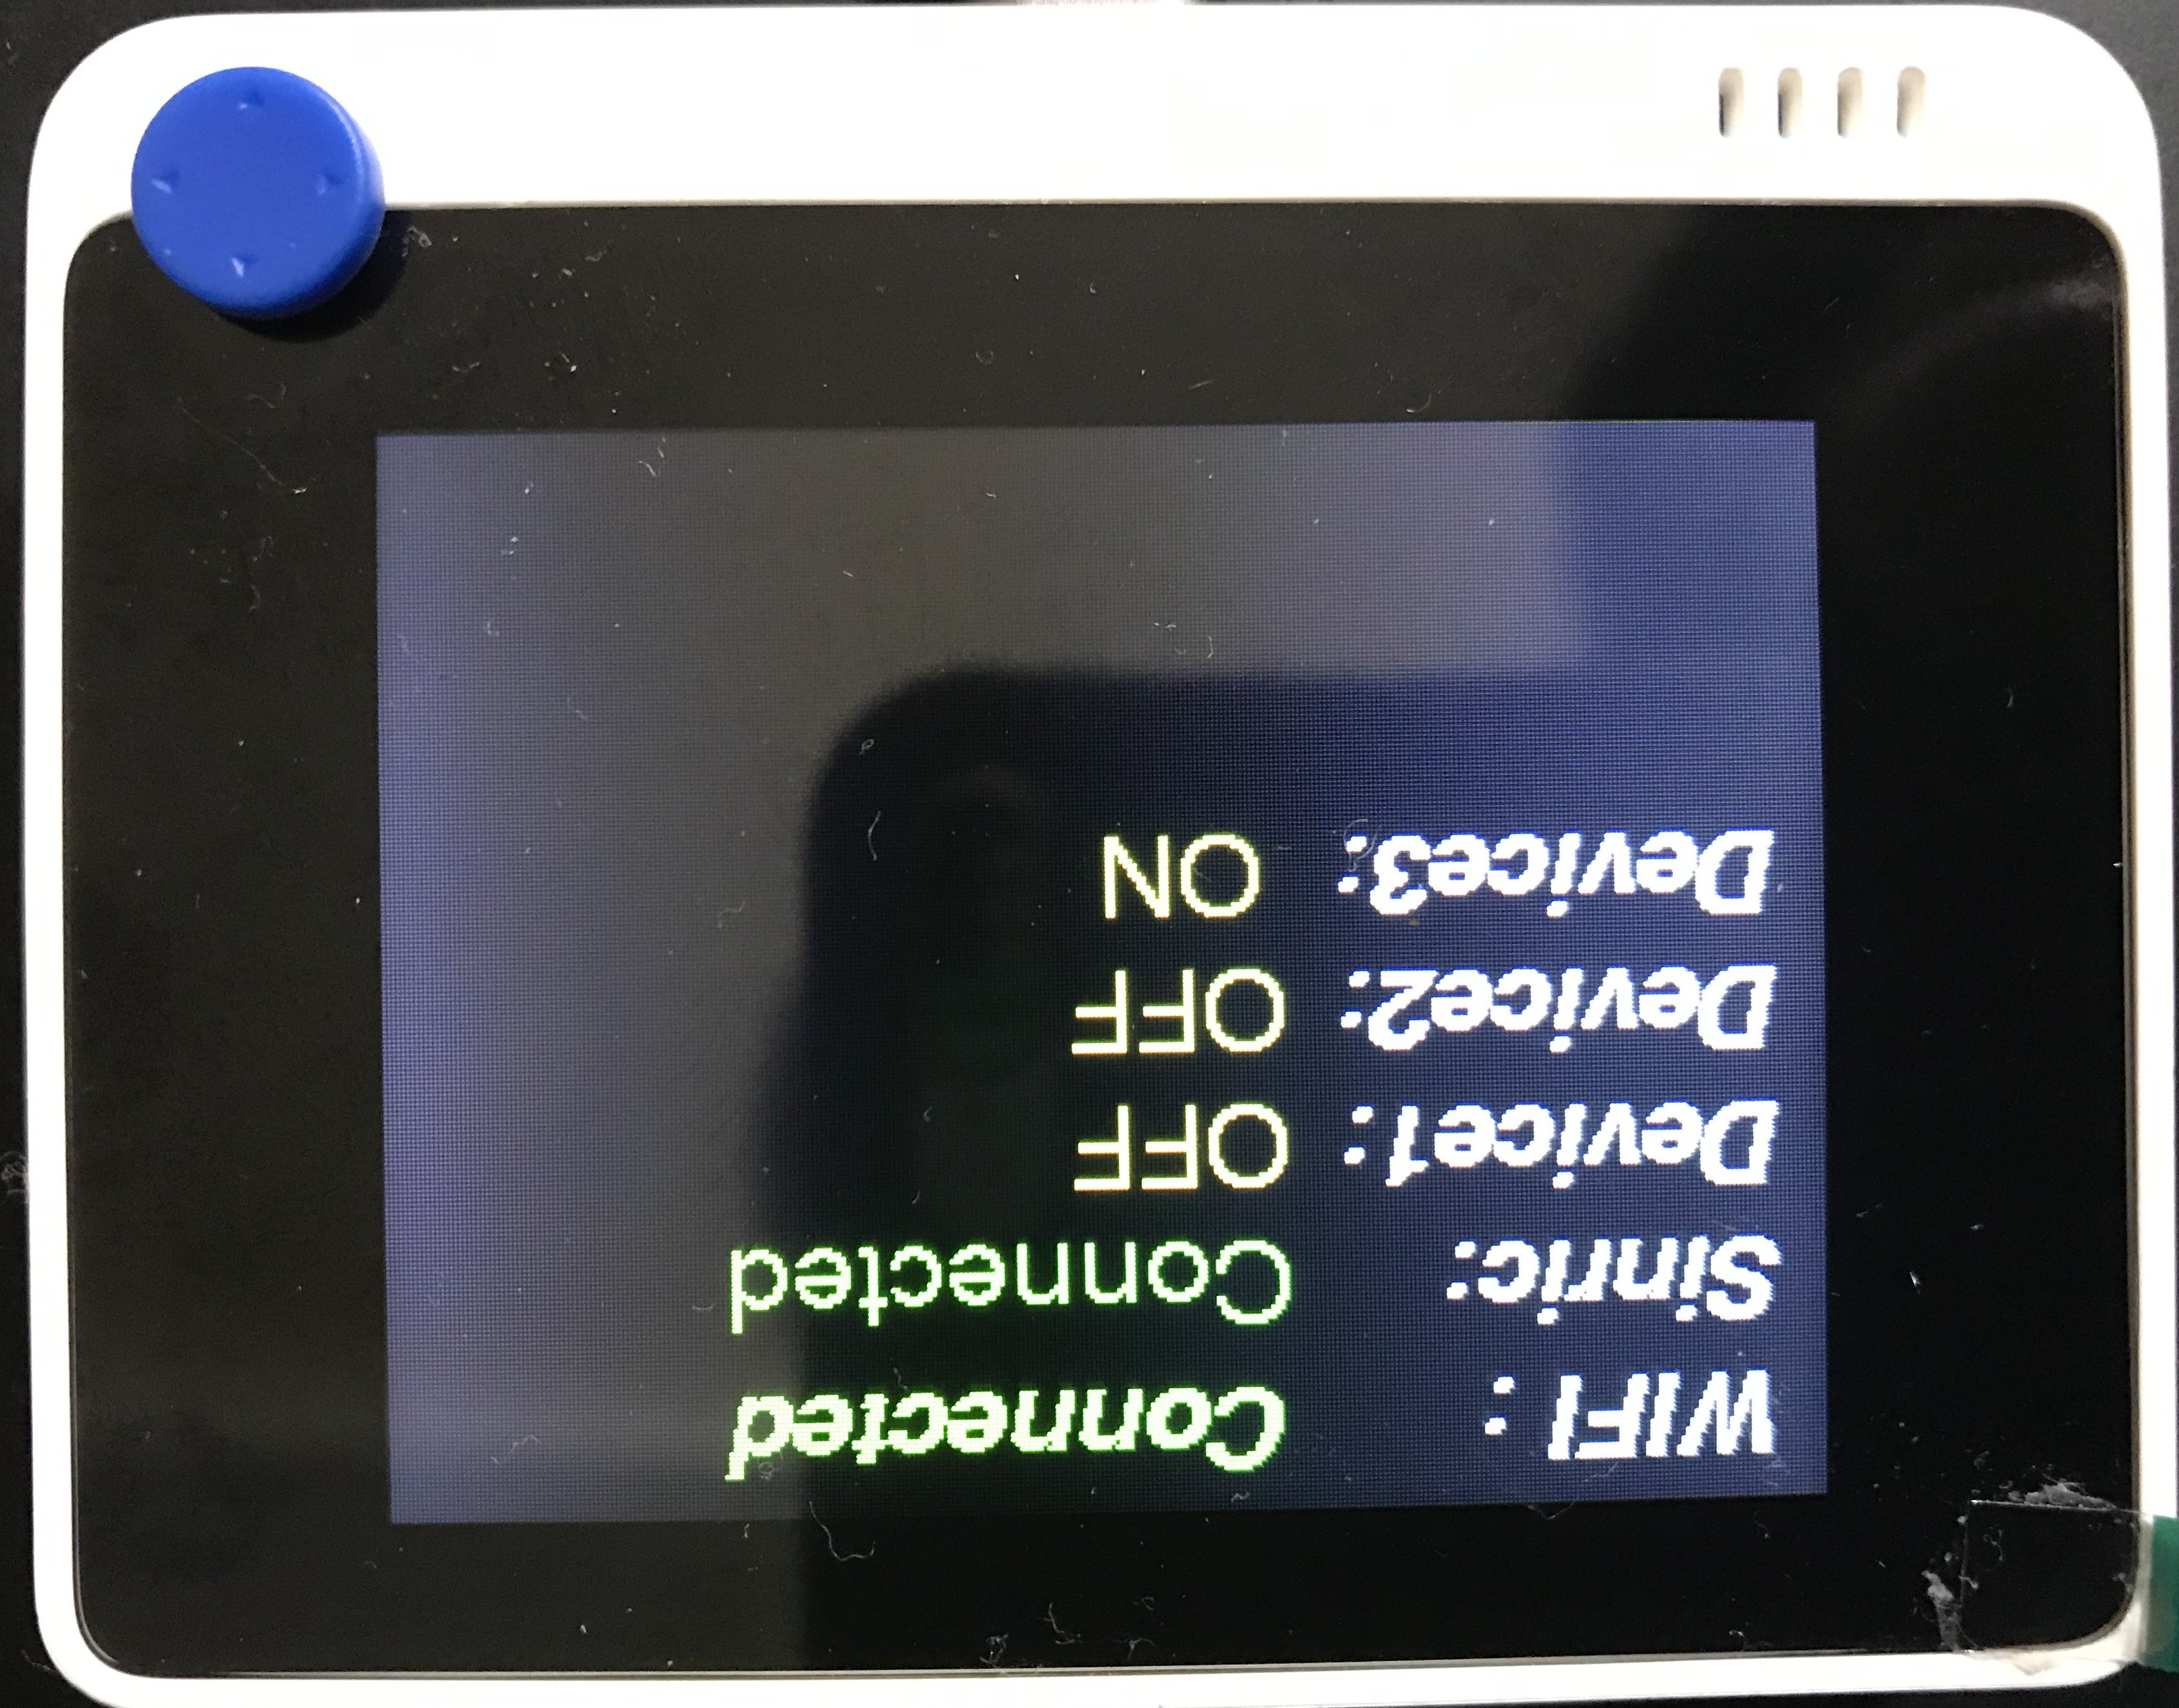 WIFI : Connected
Sinric: Connected
Device1: OFF
Device2: OFF
Device3: ON